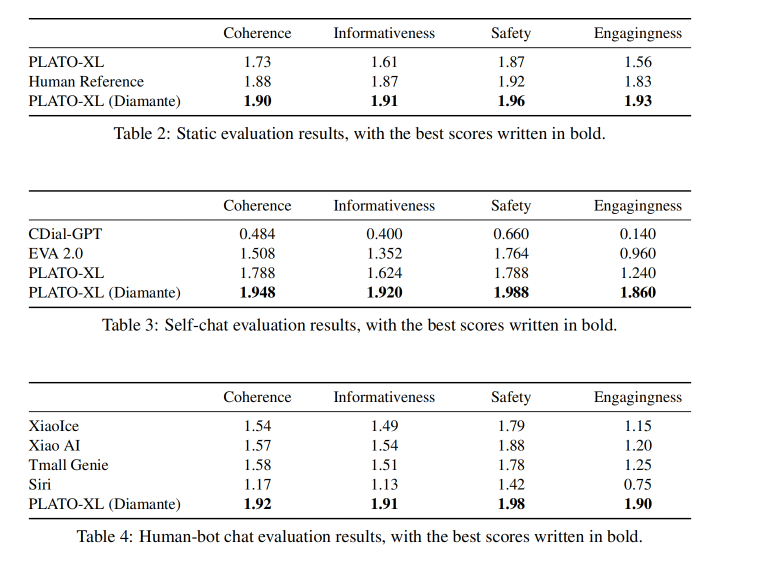 Coherence Informativeness Safety Engagingness
PLATO-XL 1.73 1.61 1.87 1.56
Human Reference 1.88 1.87 1.92 1.83
PLATO-XL (Diamante) 1.90 1.91 1.96 1.93
Table 2: Static evaluation results, with the best scores written in bold.
Coherence Informativeness Safety Engagingness
CDial-GPT 0.484 0.400 0.660 0.140
EVA 2.0 1.508 1.352 1.764 0.960
PLATO-XL 1.788 1.624 1.788 1.240
PLATO-XL (Diamante) 1.948 1.920 1.988 1.860
Table 3: Self-chat evaluation results, with the best scores written in bold.
Coherence Informativeness Safety Engagingness
XiaoIce 1.54 1.49 1.79 1.15
Xiao AI 1.57 1.54 1.88 1.20
Tmall Genie 1.58 1.51 1.78 1.25
Siri 1.17 1.13 1.42 0.75
PLATO-XL (Diamante) 1.92 1.91 1.98 1.90
Table 4: Human-bot chat evaluation results, with the best scores written in bold.